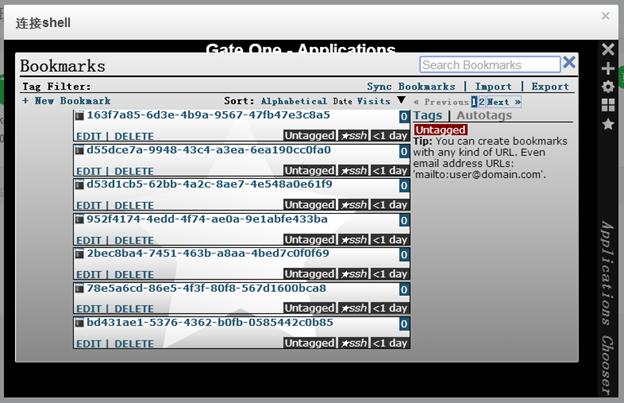 连接shell
×
Gate One - Applications
Bookmarks
Search Bookmarks
Tag Filter:
Sync Bookmarks | Import | Export
+ New Bookmark
Sort: Alphabetical Date Visits ▼
« Previous 1 2 Next »
163f7a85-6d3e-4b9a-9567-47fb47e3c8a5
0
EDIT | DELETE
Untagged ★ssh <1 day
d55dce7a-9948-43c4-a3ea-6ea190cc0fa0
0
EDIT | DELETE
Untagged ★ssh <1 day
d53d1cb5-62bb-4a2c-8ae7-4e548a0e61f9
0
EDIT | DELETE
Untagged ★ssh <1 day
952f4174-4edd-4f74-ae0a-9e1abfe433ba
0
EDIT | DELETE
Untagged ★ssh <1 day
2bec8ba4-7451-463b-a8aa-4bed7c0f0f69
0
EDIT | DELETE
Untagged ★ssh <1 day
78e5a6cd-86e5-4f3f-80f8-567d1600bca8
0
EDIT | DELETE
Untagged ★ssh <1 day
bd431ae1-5376-4362-b0fb-0585442c0b85
0
EDIT | DELETE
Untagged ★ssh <1 day
Tags | Autotags
Untagged
Tip: You can create bookmarks
with any kind of URL. Even
email address URLs:
'mailto:user@domain.com'.
Applications Chooser